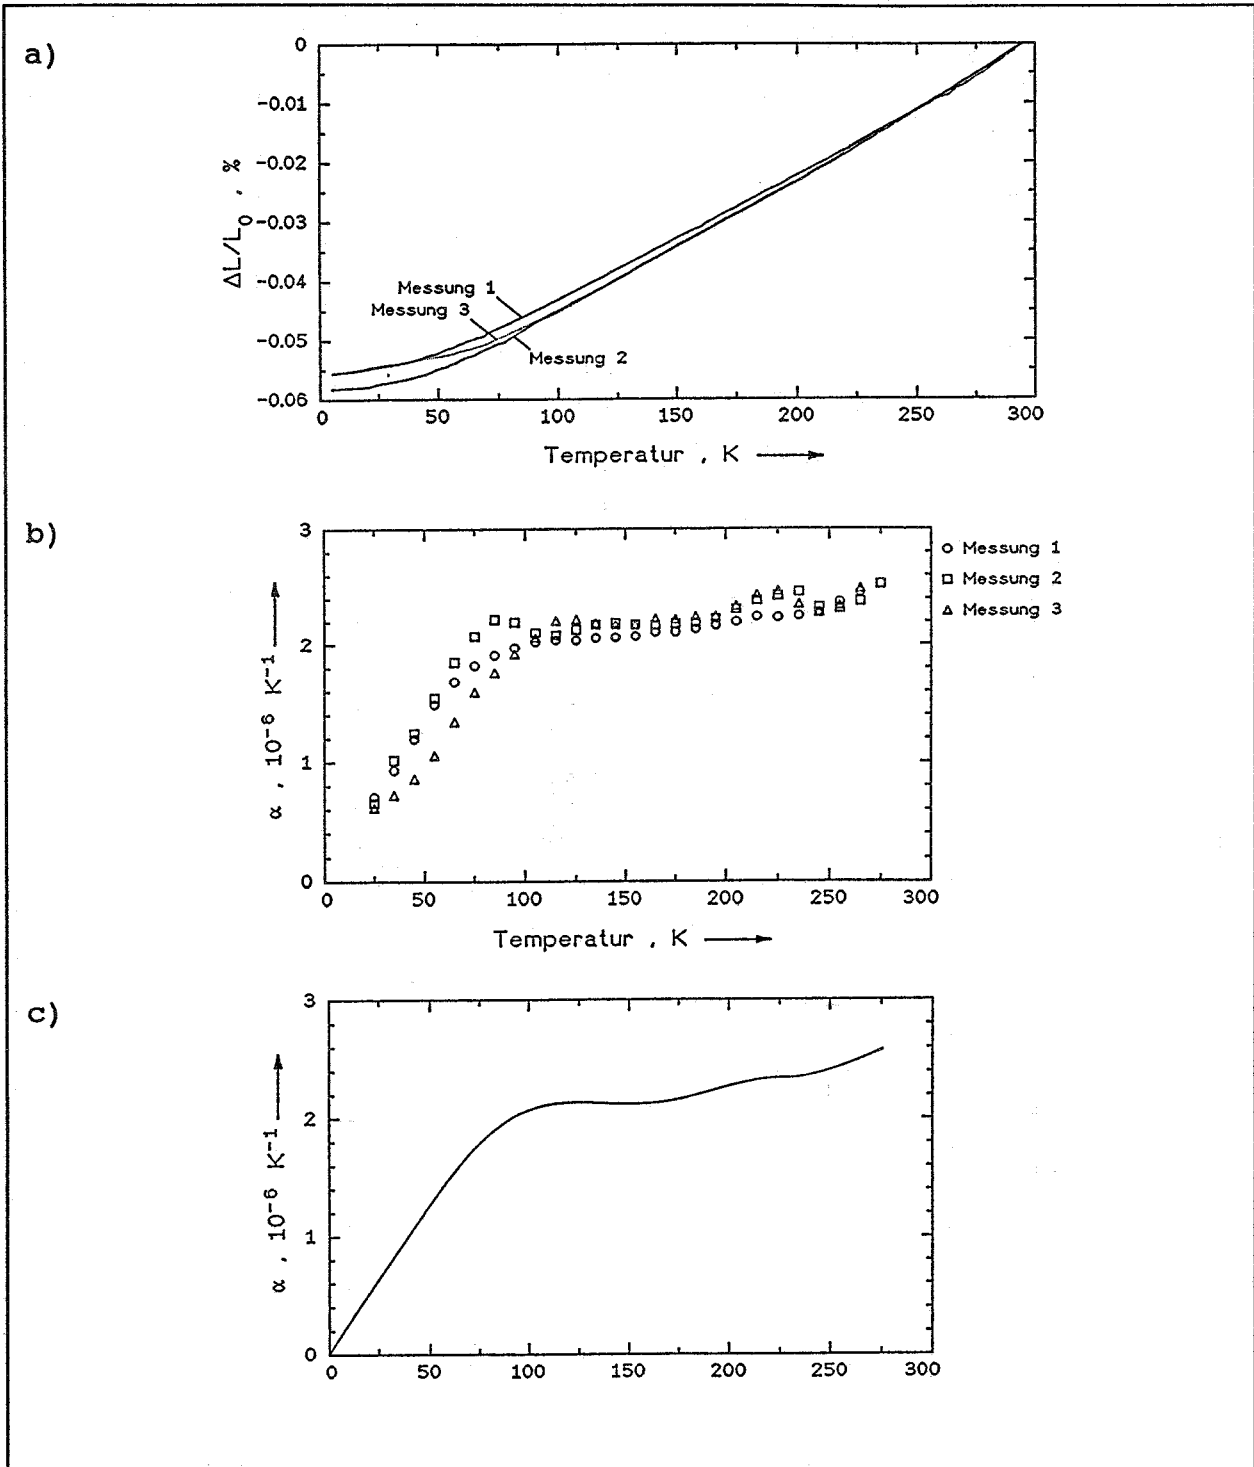 a)
0
-0.01
-0.02
-0.03
-0.04
-0.05
-0.06
ΔL/L₀ , %
Messung 1
Messung 3
Messung 2
0 50 100 150 200 250 300
Temperatur , K
b)
3
2
1
0
α , 10⁻⁶ K⁻¹
Messung 1
Messung 2
Messung 3
0 50 100 150 200 250 300
Temperatur , K
c)
3
2
1
0
α , 10⁻⁶ K⁻¹
0 50 100 150 200 250 300